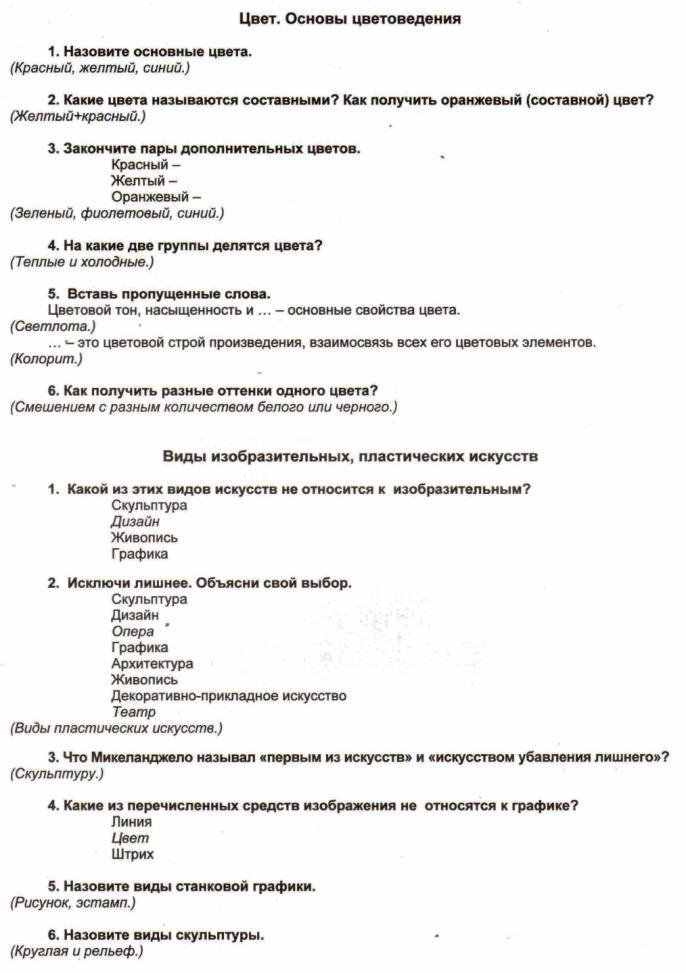 Цвет. Основы цветоведения
1. Назовите основные цвета.
(Красный, желтый, синий.)
2. Какие цвета называются составными? Как получить оранжевый (составной) цвет?
(Желтый+красный.)
3. Закончите пары дополнительных цветов.
Красный –
Желтый –
Оранжевый –
(Зеленый, фиолетовый, синий.)
4. На какие две группы делятся цвета?
(Теплые и холодные.)
5. Вставь пропущенные слова.
Цветовой тон, насыщенность и … – основные свойства цвета.
(Светлота.)
… – это цветовой строй произведения, взаимосвязь всех его цветовых элементов.
(Колорит.)
6. Как получить разные оттенки одного цвета?
(Смешением с разным количеством белого или черного.)
Виды изобразительных, пластических искусств
1. Какой из этих видов искусств не относится к изобразительным?
Скульптура
Дизайн
Живопись
Графика
2. Исключи лишнее. Объясни свой выбор.
Скульптура
Дизайн
Опера
Графика
Архитектура
Живопись
Декоративно-прикладное искусство
Театр
(Виды пластических искусств.)
3. Что Микеланджело называл «первым из искусств» и «искусством убавления лишнего»?
(Скульптуру.)
4. Какие из перечисленных средств изображения не относятся к графике?
Линия
Цвет
Штрих
5. Назовите виды станковой графики.
(Рисунок, эстамп.)
6. Назовите виды скульптуры.
(Круглая и рельеф.)